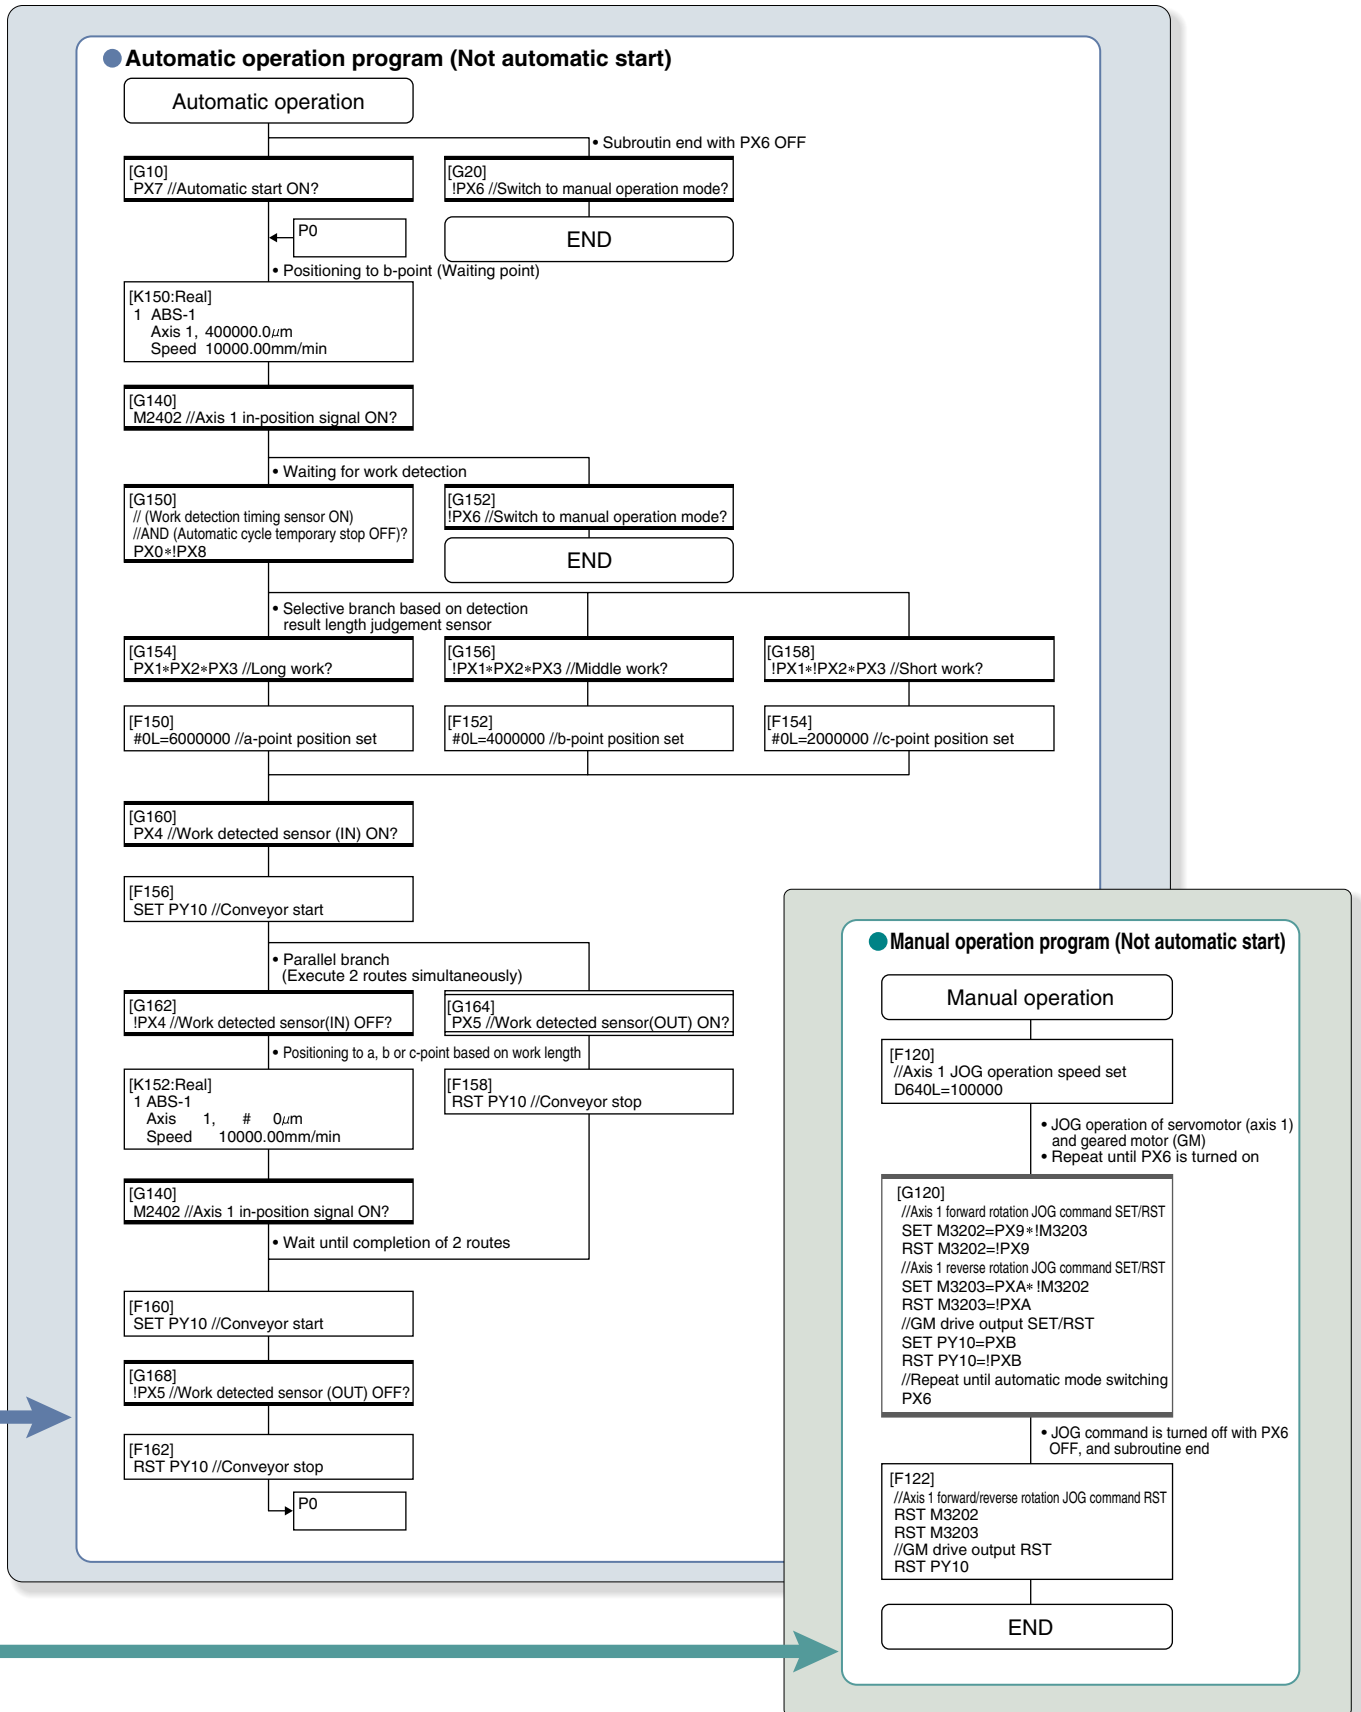 Automatic operation program (Not automatic start)
Automatic operation
• Subroutin end with PX6 OFF
[G10]
PX7 //Automatic start ON?
[G20]
!PX6 //Switch to manual operation mode?
P0
END
• Positioning to b-point (Waiting point)
[K150:Real]
1 ABS-1
Axis 1, 400000.0μm
Speed 10000.00mm/min
[G140]
M2402 //Axis 1 in-position signal ON?
• Waiting for work detection
[G150]
// (Work detection timing sensor ON)
//AND (Automatic cycle temporary stop OFF)?
PX0*!PX8
[G152]
!PX6 //Switch to manual operation mode?
END
• Selective branch based on detection
result length judgement sensor
[G154]
PX1*PX2*PX3 //Long work?
[G156]
!PX1*PX2*PX3 //Middle work?
[G158]
!PX1*!PX2*PX3 //Short work?
[F150]
#0L=6000000 //a-point position set
[F152]
#0L=4000000 //b-point position set
[F154]
#0L=2000000 //c-point position set
[G160]
PX4 //Work detected sensor (IN) ON?
[F156]
SET PY10 //Conveyor start
• Parallel branch
(Execute 2 routes simultaneously)
[G162]
!PX4 //Work detected sensor(IN) OFF?
[G164]
PX5 //Work detected sensor(OUT) ON?
• Positioning to a, b or c-point based on work length
[K152:Real]
1 ABS-1
Axis 1, # 0μm
Speed 10000.00mm/min
[F158]
RST PY10 //Conveyor stop
[G140]
M2402 //Axis 1 in-position signal ON?
• Wait until completion of 2 routes
[F160]
SET PY10 //Conveyor start
[G168]
!PX5 //Work detected sensor (OUT) OFF?
[F162]
RST PY10 //Conveyor stop
P0
Manual operation program (Not automatic start)
Manual operation
[F120]
//Axis 1 JOG operation speed set
D640L=100000
• JOG operation of servomotor (axis 1)
and geared motor (GM)
• Repeat until PX6 is turned on
[G120]
//Axis 1 forward rotation JOG command SET/RST
SET M3202=PX9*!M3203
RST M3202=!PX9
//Axis 1 reverse rotation JOG command SET/RST
SET M3203=PXA* !M3202
RST M3203=!PXA
//GM drive output SET/RST
SET PY10=PXB
RST PY10=!PXB
//Repeat until automatic mode switching
PX6
• JOG command is turned off with PX6
OFF, and subroutine end
[F122]
//Axis 1 forward/reverse rotation JOG command RST
RST M3202
RST M3203
//GM drive output RST
RST PY10
END